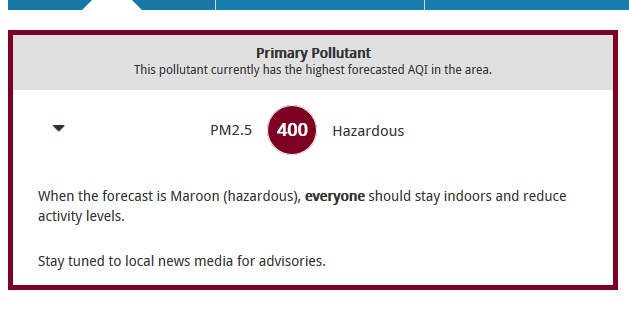 Primary Pollutant
This pollutant currently has the highest forecasted AQI in the area.
PM2.5 400 Hazardous
When the forecast is Maroon (hazardous), everyone should stay indoors and reduce
activity levels.
Stay tuned to local news media for advisories.